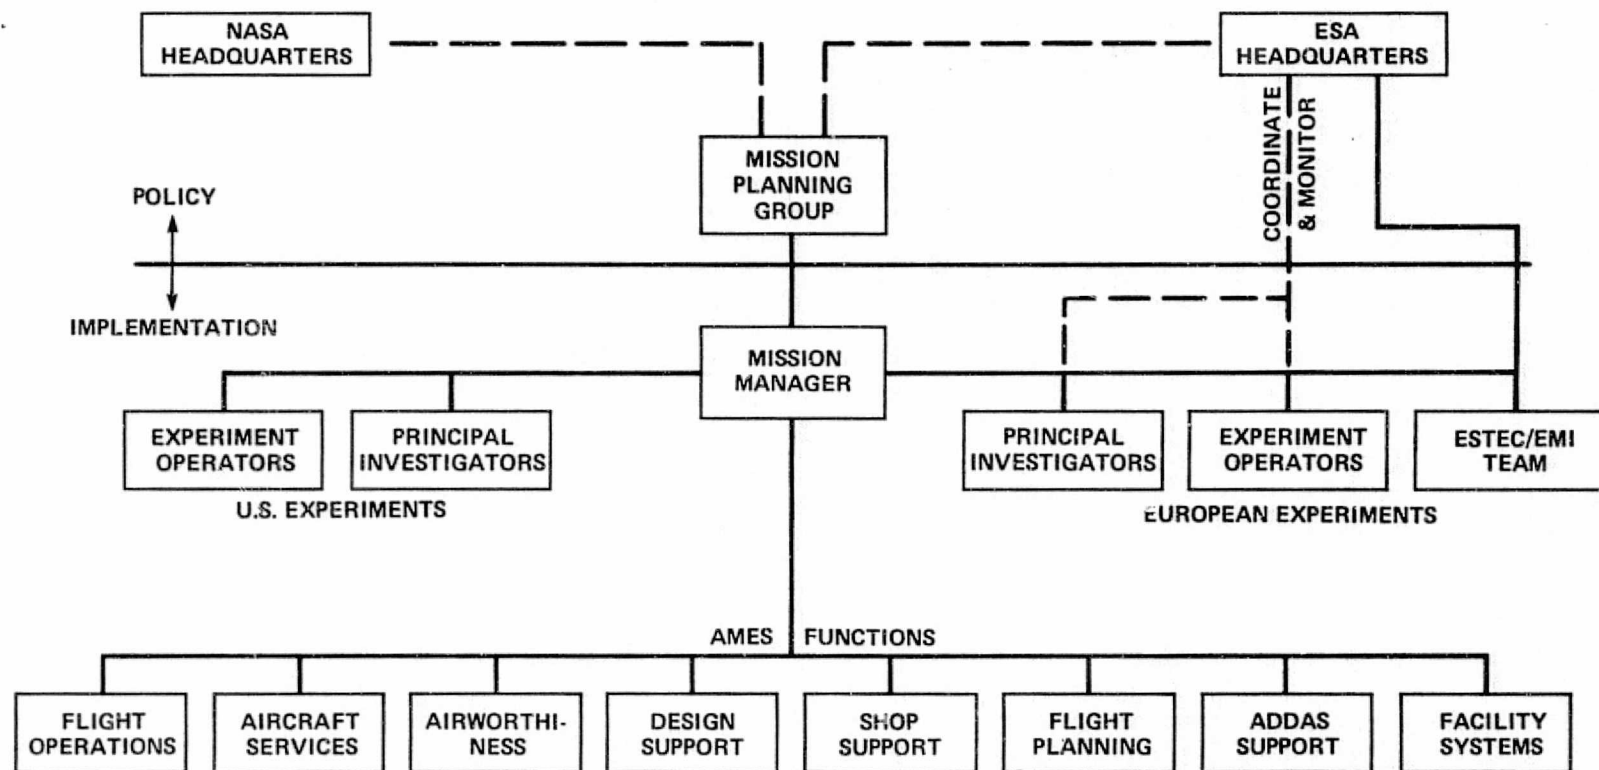 NASA
HEADQUARTERS
ESA
HEADQUARTERS
COORDINATE
& MONITOR
MISSION
PLANNING
GROUP
POLICY
IMPLEMENTATION
MISSION
MANAGER
EXPERIMENT
OPERATORS
PRINCIPAL
INVESTIGATORS
U.S. EXPERIMENTS
PRINCIPAL
INVESTIGATORS
EXPERIMENT
OPERATORS
ESTEC/EMI
TEAM
EUROPEAN EXPERIMENTS
AMES FUNCTIONS
FLIGHT
OPERATIONS
AIRCRAFT
SERVICES
AIRWORTHI-
NESS
DESIGN
SUPPORT
SHOP
SUPPORT
FLIGHT
PLANNING
ADDAS
SUPPORT
FACILITY
SYSTEMS